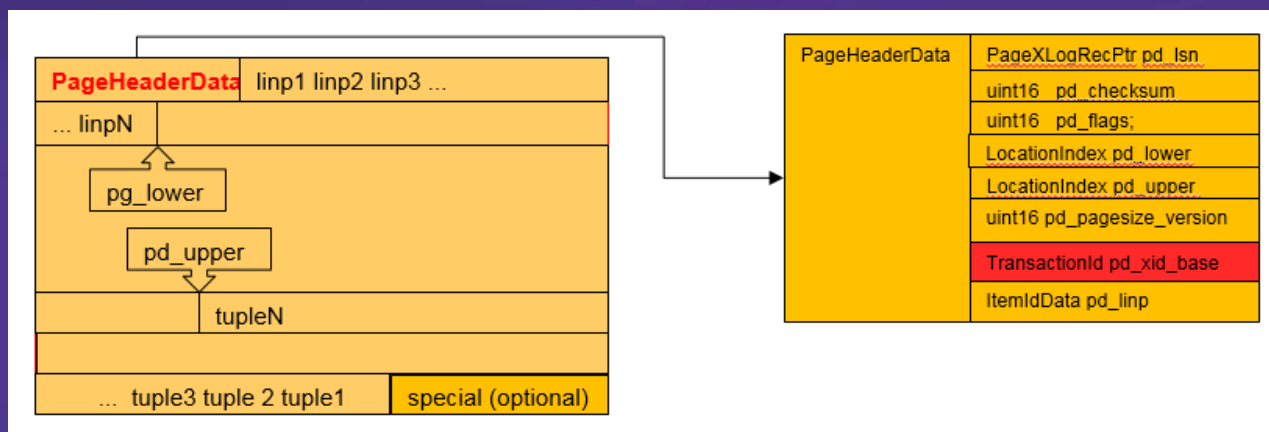 PageHeaderData linp1 linp2 linp3 ...
... linpN
pg_lower
pd_upper
tupleN
... tuple3 tuple 2 tuple1
special (optional)
PageHeaderData
PageXLogRecPtr pd_lsn
uint16 pd_checksum
uint16 pd_flags;
LocationIndex pd_lower
LocationIndex pd_upper
uint16 pd_pagesize_version
TransactionId pd_xid_base
ItemIdData pd_linp